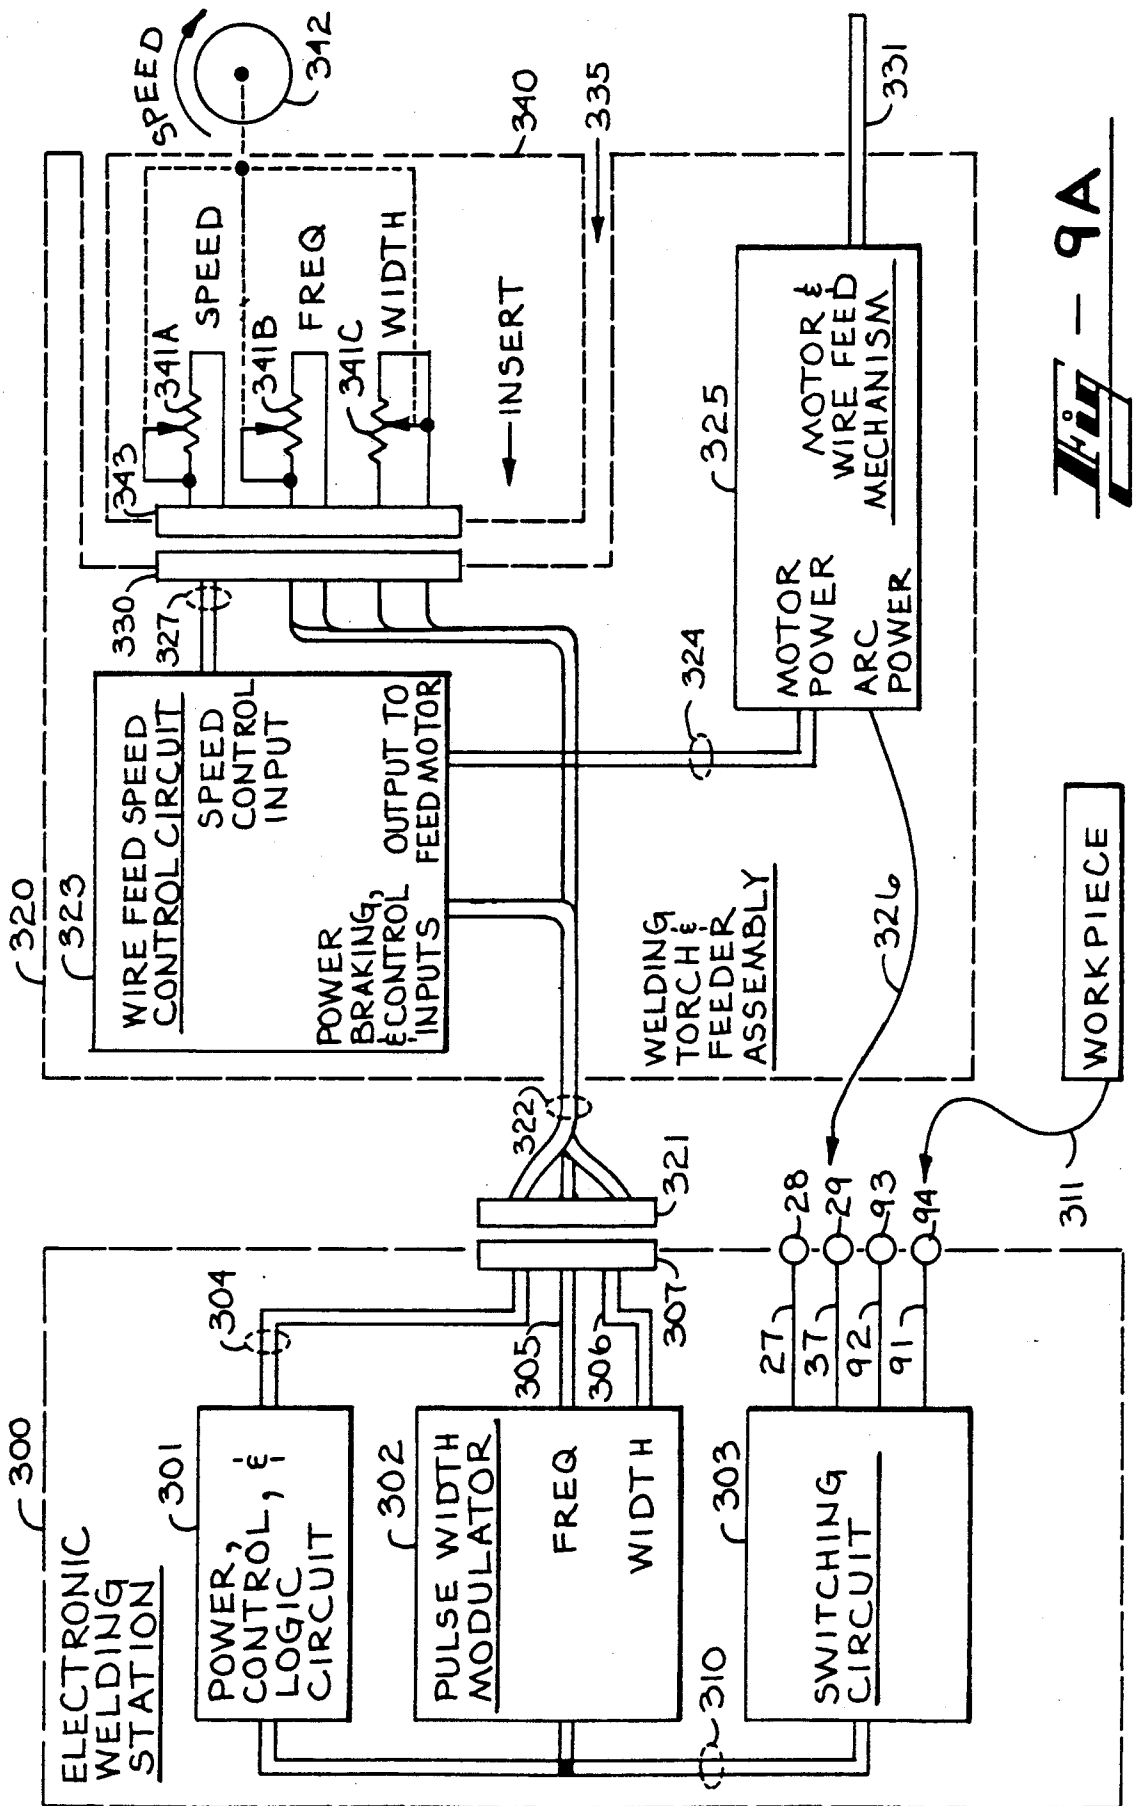 300
ELECTRONIC
WELDING
STATION
301
POWER,
CONTROL, &
LOGIC
CIRCUIT
304
302
PULSE WIDTH
MODULATOR
FREQ
WIDTH
305
306
307
321
322
303
SWITCHING
CIRCUIT
310
27
37
92
91
28
29
93
94
311
WORKPIECE
326
320
323
WIRE FEED SPEED
CONTROL CIRCUIT
SPEED
CONTROL
INPUT
POWER
BRAKING,
& CONTROL
INPUTS
OUTPUT TO
FEED MOTOR
327
330
343
341A
SPEED
341B
FREQ
341C
WIDTH
INSERT
SPEED
342
340
335
WELDING
TORCH &
FEEDER
ASSEMBLY
324
325
MOTOR
POWER
ARC
POWER
MOTOR &
WIRE FEED
MECHANISM
331
Fig - 9A